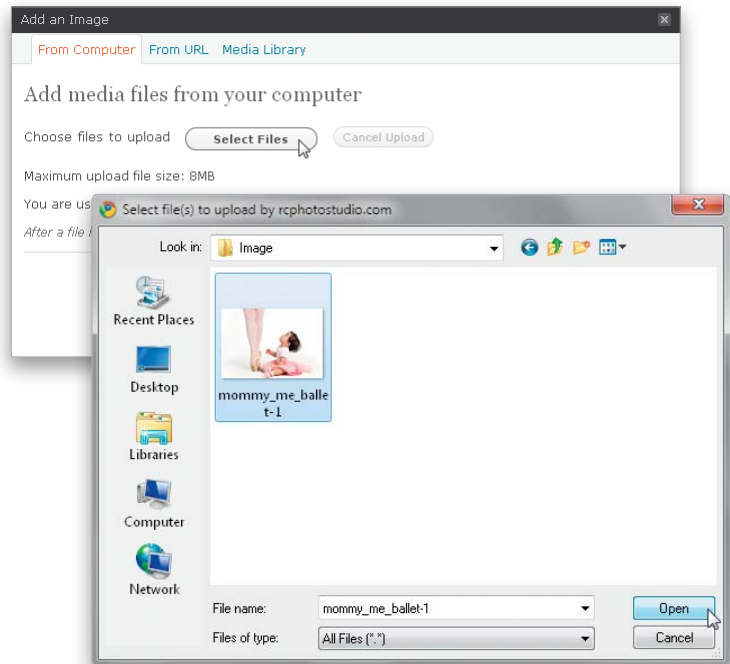 Add an Image
From Computer From URL Media Library
Add media files from your computer
Choose files to upload Select Files Cancel Upload
Maximum upload file size: 8MB
You are us
After a file
Select file(s) to upload by rcphotostudio.com
Look in: Image
Recent Places
Desktop
Libraries
Computer
Network
mommy_me_balle
t-1
File name: mommy_me_ballet-1 Open
Files of type: All Files (*.*) Cancel